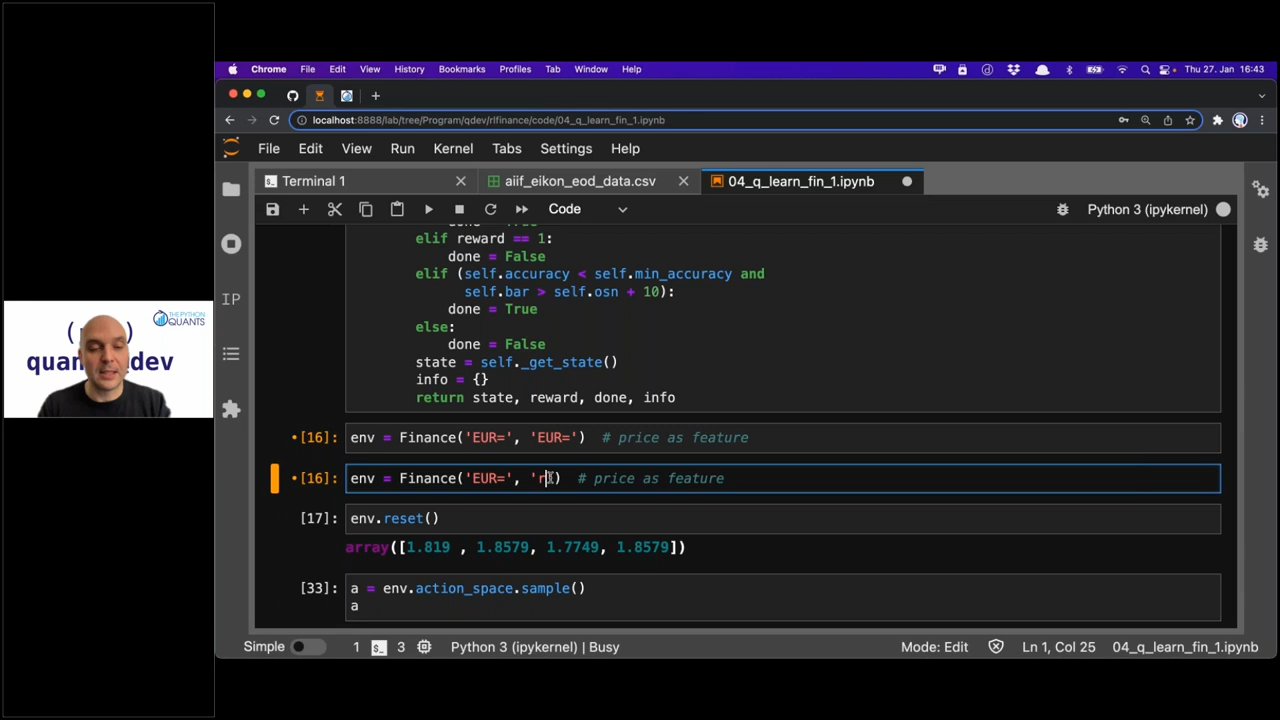 Chrome File Edit View History Bookmarks Profiles Tab Window Help Thu 27. Jan 16:43
localhost:8888/lab/tree/Program/qdev/rlfinance/code/04_q_learn_fin_1.ipynb
File Edit View Run Kernel Tabs Settings Help
Terminal 1 aiif_eikon_eod_data.csv 04_q_learn_fin_1.ipynb
Code Python 3 (ipykernel)
elif reward == 1:
done = False
elif (self.accuracy < self.min_accuracy and
self.bar > self.osn + 10):
done = True
else:
done = False
state = self._get_state()
info = {}
return state, reward, done, info
[16]: env = Finance('EUR=', 'EUR=') # price as feature
[16]: env = Finance('EUR=', 'r') # price as feature
[17]: env.reset()
array([1.819 , 1.8579, 1.7749, 1.8579])
[33]: a = env.action_space.sample()
a
Simple 1 3 Python 3 (ipykernel) | Busy Mode: Edit Ln 1, Col 25 04_q_learn_fin_1.ipynb
IP
THE PYTHON
QUANTS